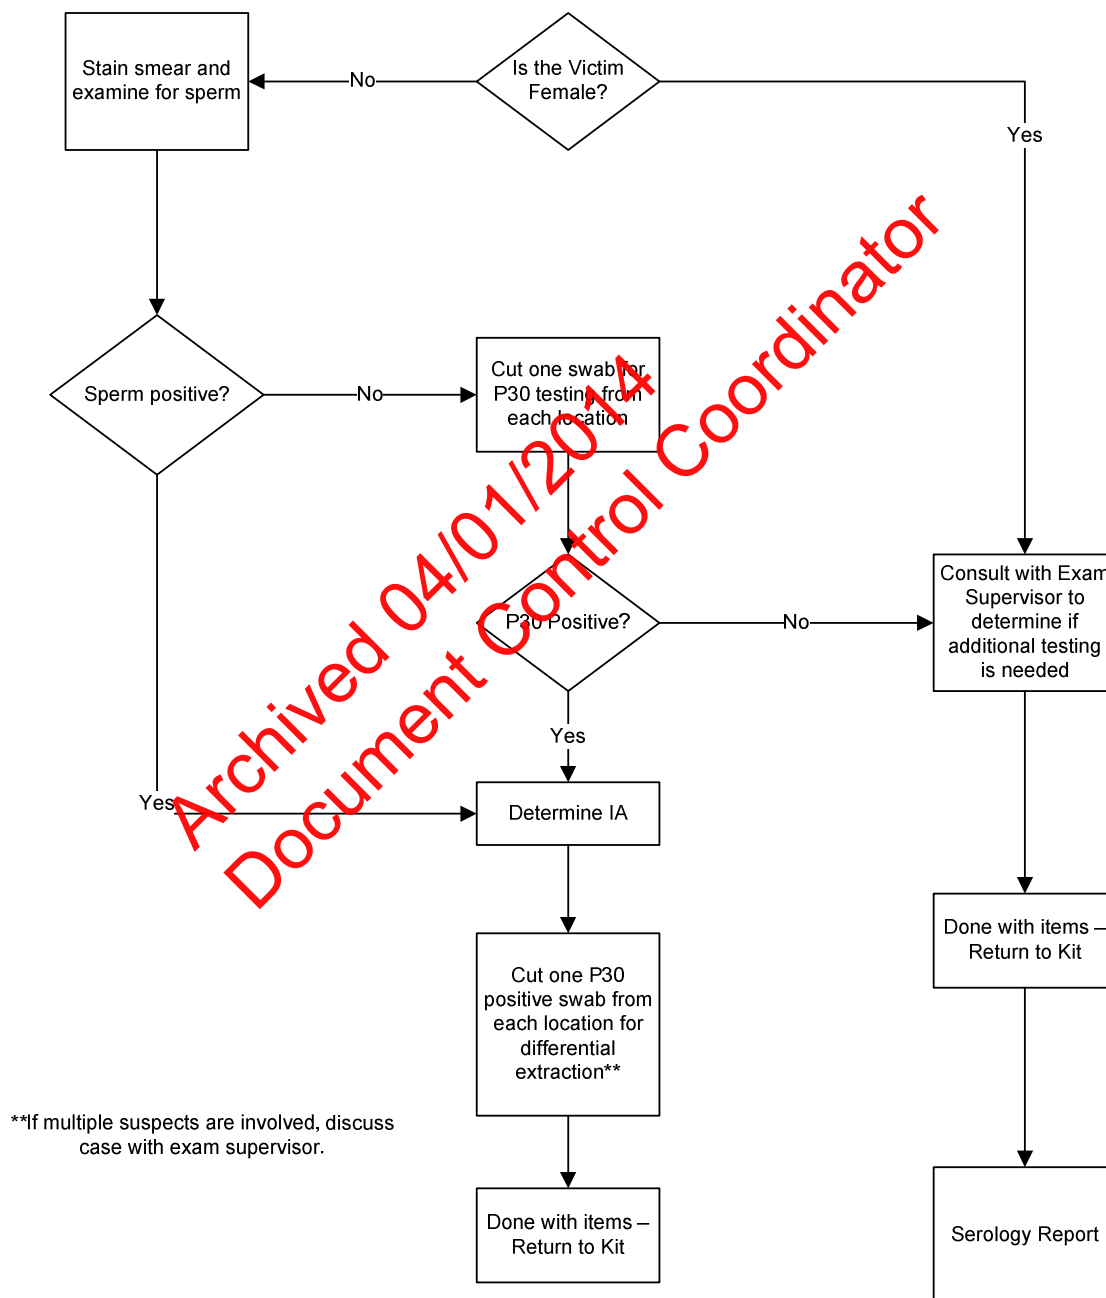 Stain smear and
examine for sperm
No
Is the Victim
Female?
Yes
Sperm positive?
No
Cut one swab for
P30 testing from
each location
P30 Positive?
No
Consult with Exam
Supervisor to
determine if
additional testing
is needed
Yes
Yes
Determine IA
Done with items –
Return to Kit
Cut one P30
positive swab from
each location for
differential
extraction**
**If multiple suspects are involved, discuss
case with exam supervisor.
Done with items –
Return to Kit
Serology Report
Archived 04/01/2014
Document Control Coordinator